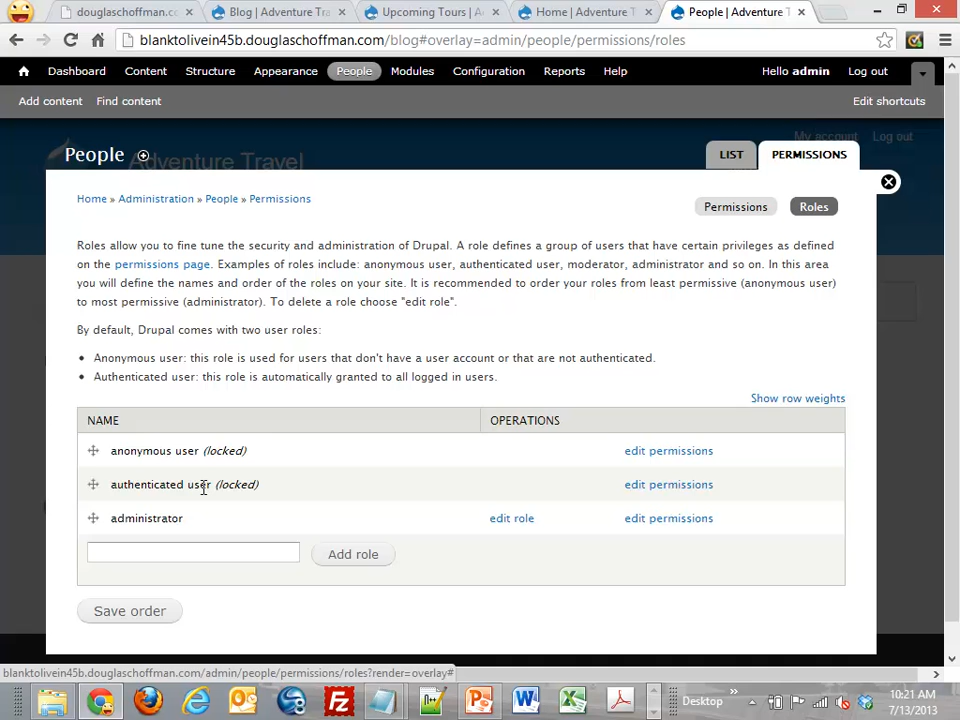 douglaschoffman.c
Blog | Adventure Tra
Upcoming Tours | A
Home | Adventure T
People | Adventure T
blanktolivein45b.douglaschoffman.com/blog#overlay=admin/people/permissions/roles
Dashboard Content Structure Appearance People Modules Configuration Reports Help Hello admin Log out
Add content Find content Edit shortcuts
My account Log out
People Adventure Travel LIST PERMISSIONS
Home » Administration » People » Permissions Permissions Roles
Roles allow you to fine tune the security and administration of Drupal. A role defines a group of users that have certain privileges as defined
on the permissions page. Examples of roles include: anonymous user, authenticated user, moderator, administrator and so on. In this area
you will define the names and order of the roles on your site. It is recommended to order your roles from least permissive (anonymous user)
to most permissive (administrator). To delete a role choose "edit role".
By default, Drupal comes with two user roles:
• Anonymous user: this role is used for users that don't have a user account or that are not authenticated.
• Authenticated user: this role is automatically granted to all logged in users.
Show row weights
NAME OPERATIONS
anonymous user (locked) edit permissions
authenticated user (locked) edit permissions
administrator edit role edit permissions
Add role
Save order
blanktolivein45b.douglaschoffman.com/admin/people/permissions/roles?render=overlay#
Desktop
10:21 AM
7/13/2013